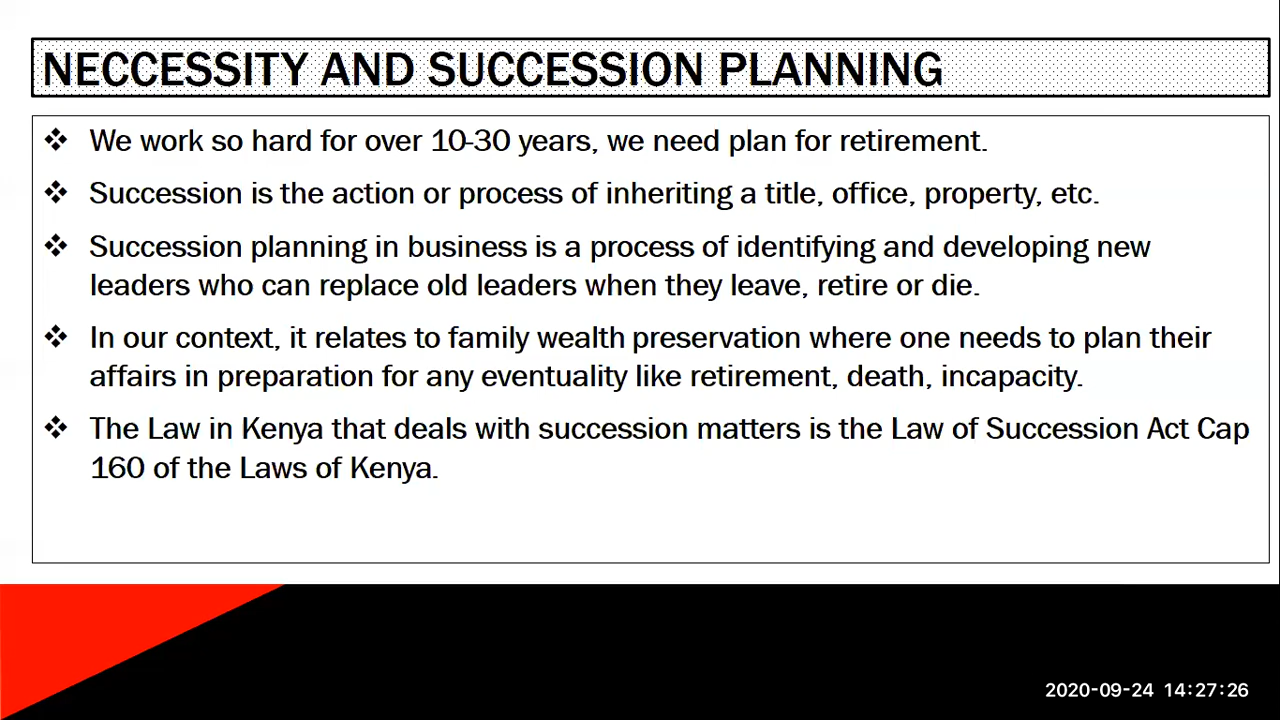 NECCESSITY AND SUCCESSION PLANNING
❖ We work so hard for over 10-30 years, we need plan for retirement.
❖ Succession is the action or process of inheriting a title, office, property, etc.
❖ Succession planning in business is a process of identifying and developing new
leaders who can replace old leaders when they leave, retire or die.
❖ In our context, it relates to family wealth preservation where one needs to plan their
affairs in preparation for any eventuality like retirement, death, incapacity.
❖ The Law in Kenya that deals with succession matters is the Law of Succession Act Cap
160 of the Laws of Kenya.
2020-09-24 14:27:26